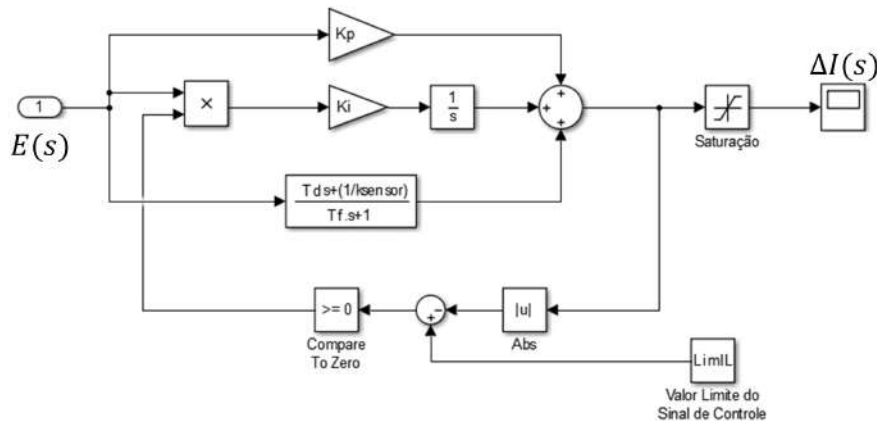 Kp
ΔI(s)
1
×
Ki
1
s
+
+
+
E(s)
Saturação
Td s+(1/ksensor)
Tf.s+1
>= 0
+
−
|u|
Compare
To Zero
Abs
LimIL
Valor Limite do
Sinal de Controle